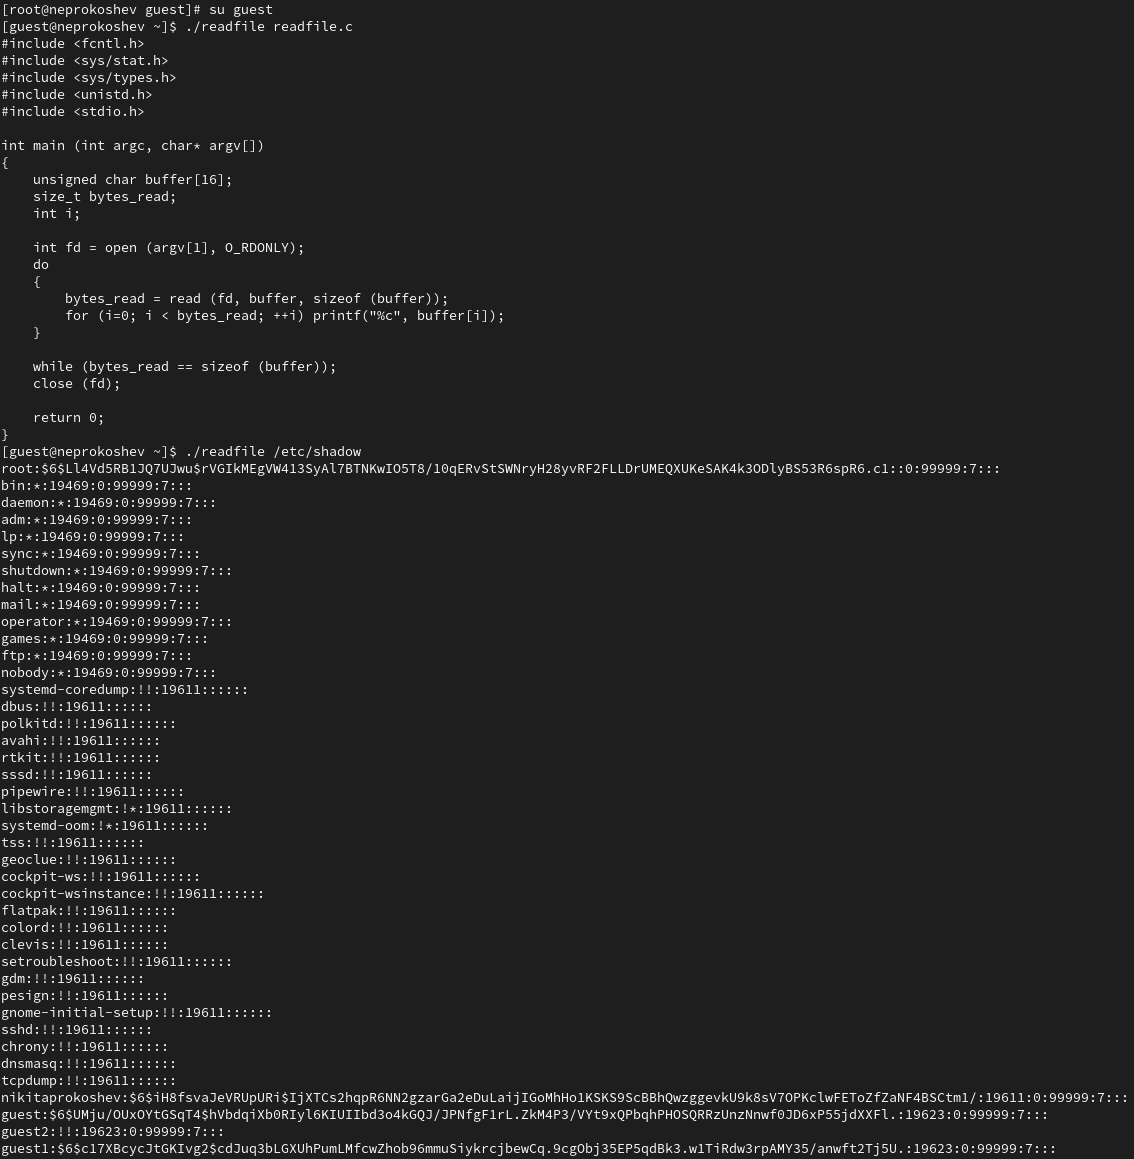 [root@neprokoshev guest]# su guest
[guest@neprokoshev ~]$ ./readfile readfile.c
#include <fcntl.h>
#include <sys/stat.h>
#include <sys/types.h>
#include <unistd.h>
#include <stdio.h>
int main (int argc, char* argv[])
{
    unsigned char buffer[16];
    size_t bytes_read;
    int i;
    int fd = open (argv[1], O_RDONLY);
    do
    {
        bytes_read = read (fd, buffer, sizeof (buffer));
        for (i=0; i < bytes_read; ++i) printf("%c", buffer[i]);
    }
    while (bytes_read == sizeof (buffer));
    close (fd);
    return 0;
}
[guest@neprokoshev ~]$ ./readfile /etc/shadow
root:$6$Ll4Vd5RB1JQ7UJwu$rVGIkMEgVW413SyAl7BTNKwIO5T8/10qERvStSWNryH28yvRF2FLLDrUMEQXUKeSAK4k3ODlyBS53R6spR6.c1::0:99999:7:::
bin:*:19469:0:99999:7:::
daemon:*:19469:0:99999:7:::
adm:*:19469:0:99999:7:::
lp:*:19469:0:99999:7:::
sync:*:19469:0:99999:7:::
shutdown:*:19469:0:99999:7:::
halt:*:19469:0:99999:7:::
mail:*:19469:0:99999:7:::
operator:*:19469:0:99999:7:::
games:*:19469:0:99999:7:::
ftp:*:19469:0:99999:7:::
nobody:*:19469:0:99999:7:::
systemd-coredump:!!:19611::::::
dbus:!!:19611::::::
polkitd:!!:19611::::::
avahi:!!:19611::::::
rtkit:!!:19611::::::
sssd:!!:19611::::::
pipewire:!!:19611::::::
libstoragemgmt:!*:19611::::::
systemd-oom:!*:19611::::::
tss:!!:19611::::::
geoclue:!!:19611::::::
cockpit-ws:!!:19611::::::
cockpit-wsinstance:!!:19611::::::
flatpak:!!:19611::::::
colord:!!:19611::::::
clevis:!!:19611::::::
setroubleshoot:!!:19611::::::
gdm:!!:19611::::::
pesign:!!:19611::::::
gnome-initial-setup:!!:19611::::::
sshd:!!:19611::::::
chrony:!!:19611::::::
dnsmasq:!!:19611::::::
tcpdump:!!:19611::::::
nikitaprokoshev:$6$iH8fsvaJeVRUpURi$IjXTCs2hqpR6NN2gzarGa2eDuLaijIGoMhHo1KSKS9ScBBhQwzggevkU9k8sV7OPKclwFEToZfZaNF4BSCtm1/:19611:0:99999:7:::
guest:$6$UMju/OUxOYtGSqT4$hVbdqiXb0RIyl6KIUIIbd3o4kGQJ/JPNfgF1rL.ZkM4P3/VYt9xQPbqhPHOSQRRzUnzNnwf0JD6xP55jdXXFl.:19623:0:99999:7:::
guest2:!!:19623:0:99999:7:::
guest1:$6$c17XBcycJtGKIvg2$cdJuq3bLGXUhPumLMfcwZhob96mmuSiykrcjbewCq.9cgObj35EP5qdBk3.w1TiRdw3rpAMY35/anwft2Tj5U.:19623:0:99999:7:::